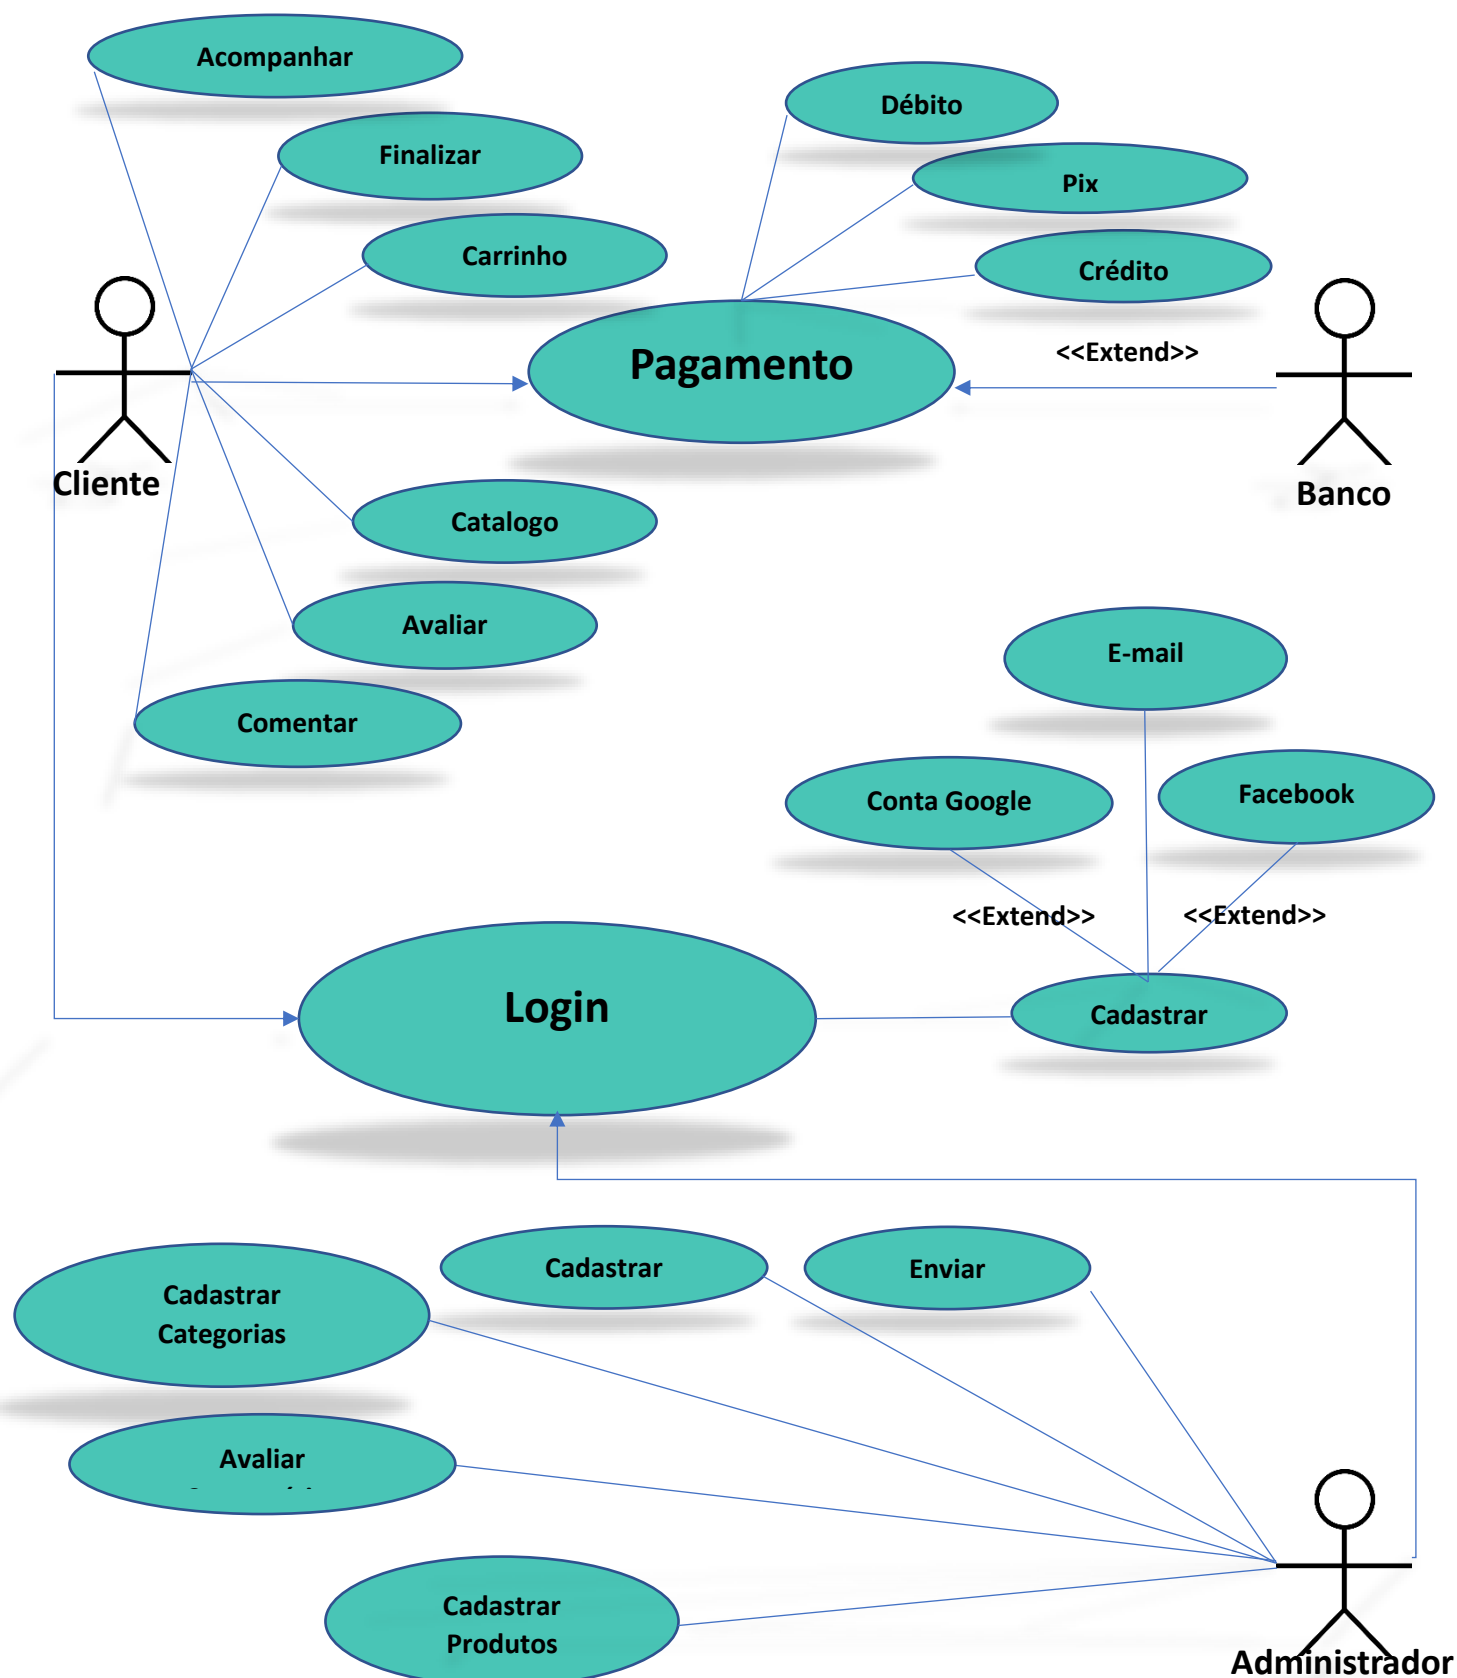 Acompanhar
Débito
Finalizar
Pix
Carrinho
Crédito
<<Extend>>
Pagamento
Cliente
Banco
Catalogo
Avaliar
E-mail
Comentar
Conta Google
Facebook
<<Extend>>
<<Extend>>
Login
Cadastrar
Cadastrar
Categorias
Cadastrar
Enviar
Avaliar
Cadastrar
Produtos
Administrador